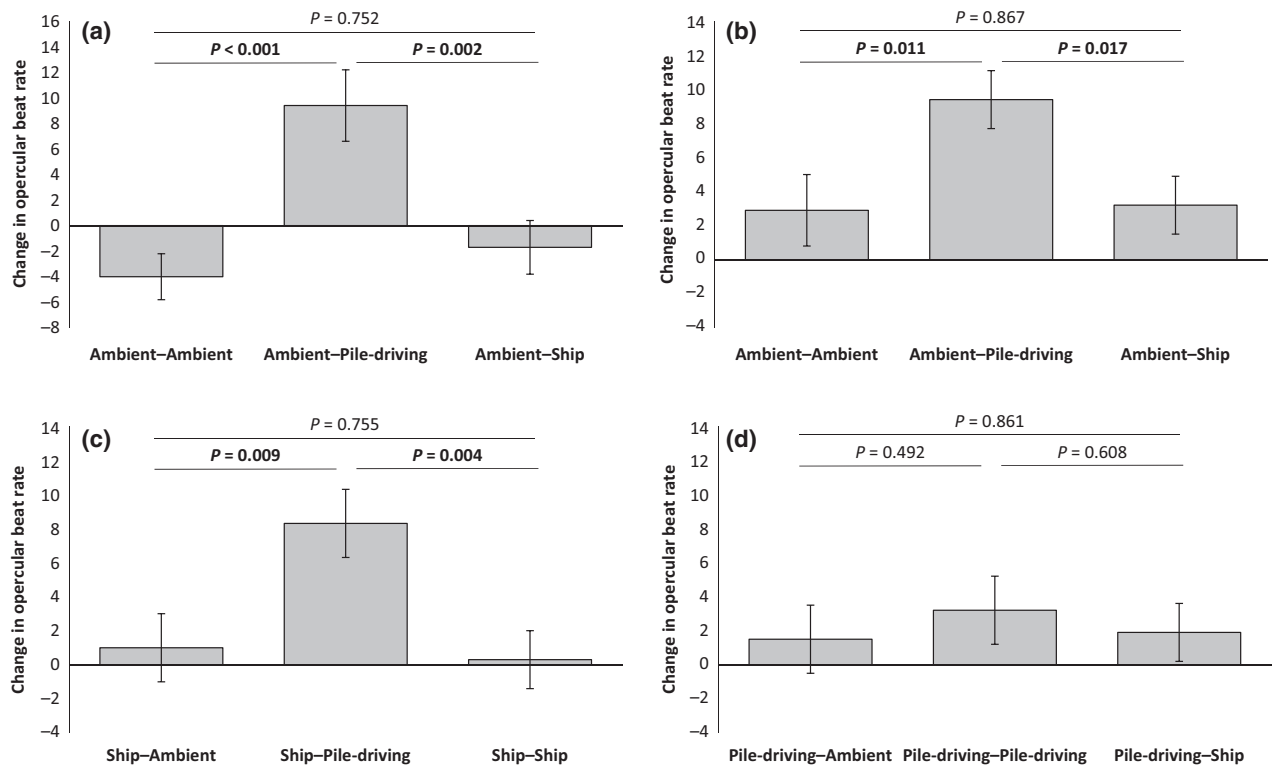 (a)
P = 0.752
P < 0.001
P = 0.002
Change in opercular beat rate
16
14
12
10
8
6
4
2
0
–2
–4
–6
–8
Ambient–Ambient Ambient–Pile-driving Ambient–Ship
(b)
P = 0.867
P = 0.011
P = 0.017
Change in opercular beat rate
14
12
10
8
6
4
2
0
–2
–4
Ambient–Ambient Ambient–Pile-driving Ambient–Ship
(c)
P = 0.755
P = 0.009
P = 0.004
Change in opercular beat rate
14
12
10
8
6
4
2
0
–2
–4
Ship–Ambient Ship–Pile-driving Ship–Ship
(d)
P = 0.861
P = 0.492
P = 0.608
Change in opercular beat rate
14
12
10
8
6
4
2
0
–2
–4
Pile-driving–Ambient Pile-driving–Pile-driving Pile-driving–Ship